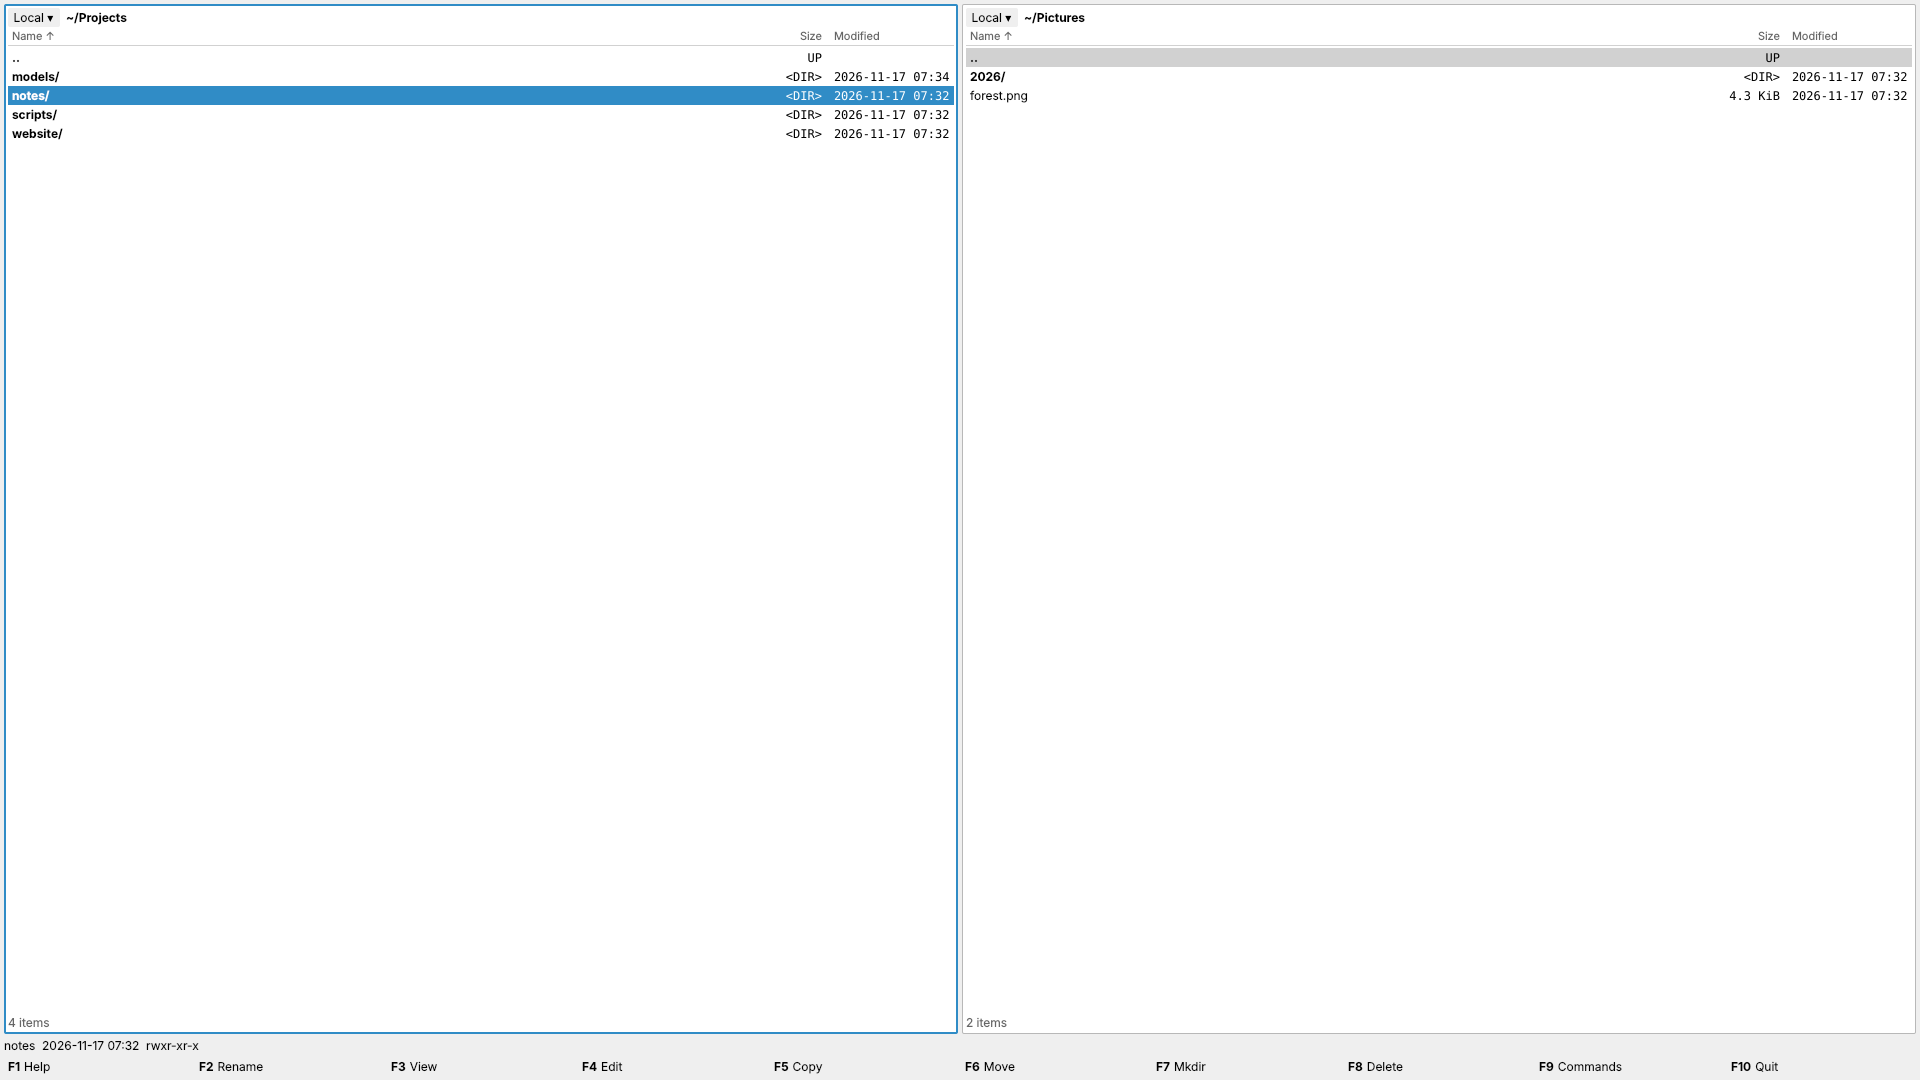 Local ▾ ~/Projects
Name ↑ Size Modified
.. UP
models/ <DIR> 2026-11-17 07:34
notes/ <DIR> 2026-11-17 07:32
scripts/ <DIR> 2026-11-17 07:32
website/ <DIR> 2026-11-17 07:32
4 items
Local ▾ ~/Pictures
Name ↑ Size Modified
.. UP
2026/ <DIR> 2026-11-17 07:32
forest.png 4.3 KiB 2026-11-17 07:32
2 items
notes 2026-11-17 07:32 rwxr-xr-x
F1 Help F2 Rename F3 View F4 Edit F5 Copy F6 Move F7 Mkdir F8 Delete F9 Commands F10 Quit